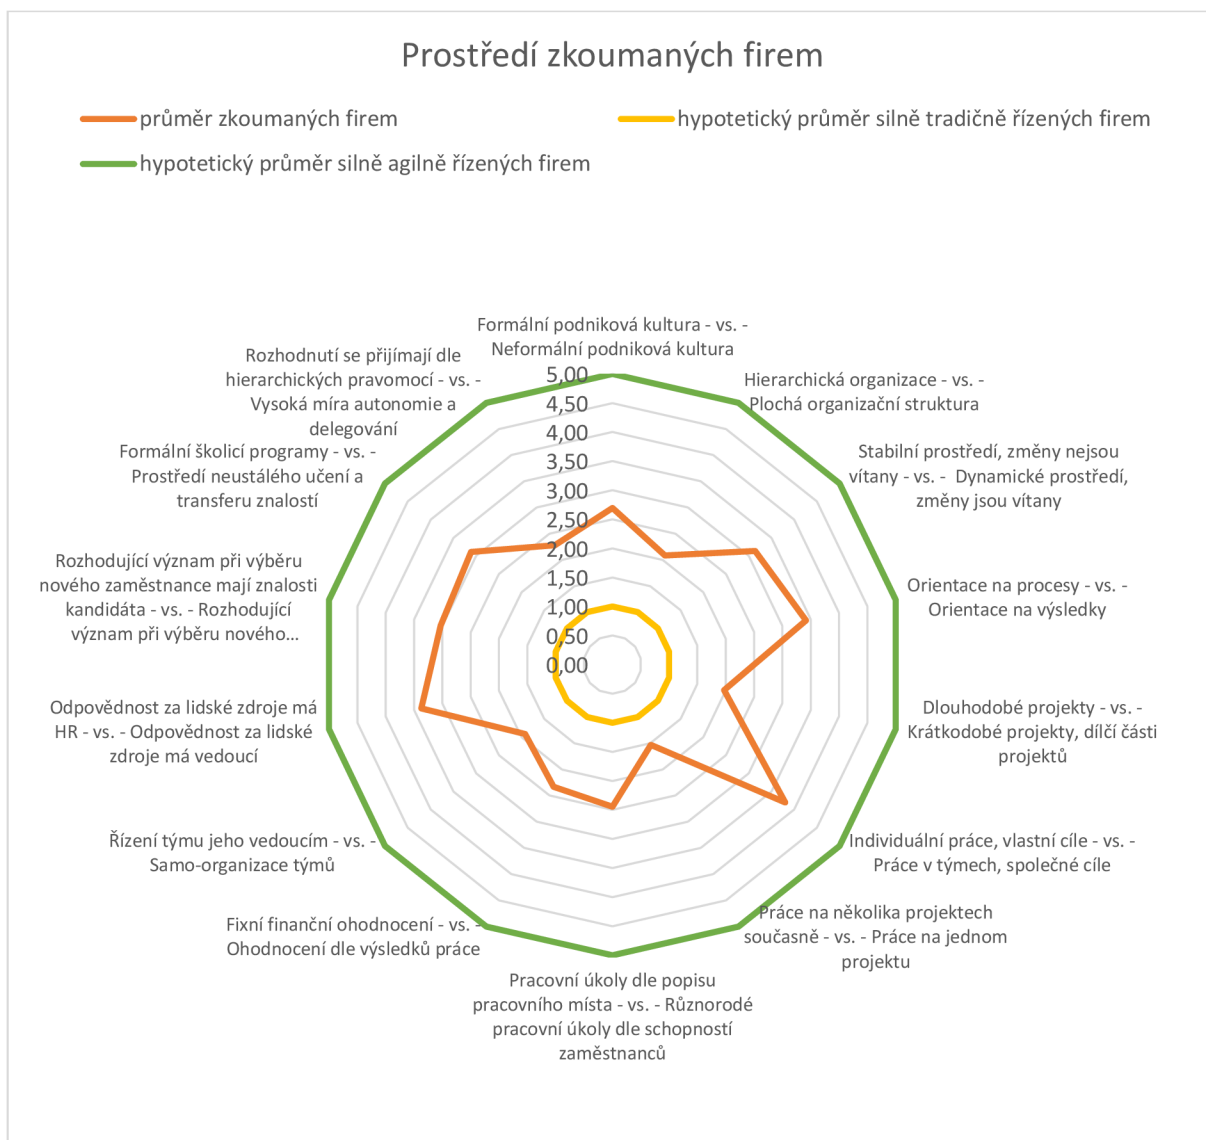 Prostředí zkoumaných firem
průměr zkoumaných firem
hypotetický průměr silně tradičně řízených firem
hypotetický průměr silně agilně řízených firem
Formální podniková kultura - vs. -
Neformální podniková kultura
Hierarchická organizace - vs. -
Plochá organizační struktura
Stabilní prostředí, změny nejsou
vítany - vs. -  Dynamické prostředí,
změny jsou vítany
Orientace na procesy - vs. -
Orientace na výsledky
Dlouhodobé projekty - vs. -
Krátkodobé projekty, dílčí části
projektů
Individuální práce, vlastní cíle - vs. -
Práce v týmech, společné cíle
Práce na několika projektech
současně - vs. - Práce na jednom
projektu
Pracovní úkoly dle popisu
pracovního místa - vs. - Různorodé
pracovní úkoly dle schopností
zaměstnanců
Fixní finanční ohodnocení - vs. -
Ohodnocení dle výsledků práce
Řízení týmu jeho vedoucím - vs. -
Samo-organizace týmů
Odpovědnost za lidské zdroje má
HR - vs. - Odpovědnost za lidské
zdroje má vedoucí
Rozhodující význam při výběru
nového zaměstnance mají znalosti
kandidáta - vs. - Rozhodující
význam při výběru nového...
Formální školicí programy - vs. -
Prostředí neustálého učení a
transferu znalostí
Rozhodnutí se přijímají dle
hierarchických pravomocí - vs. -
Vysoká míra autonomie a
delegování
5,00
4,50
4,00
3,50
3,00
2,50
2,00
1,50
1,00
0,50
0,00